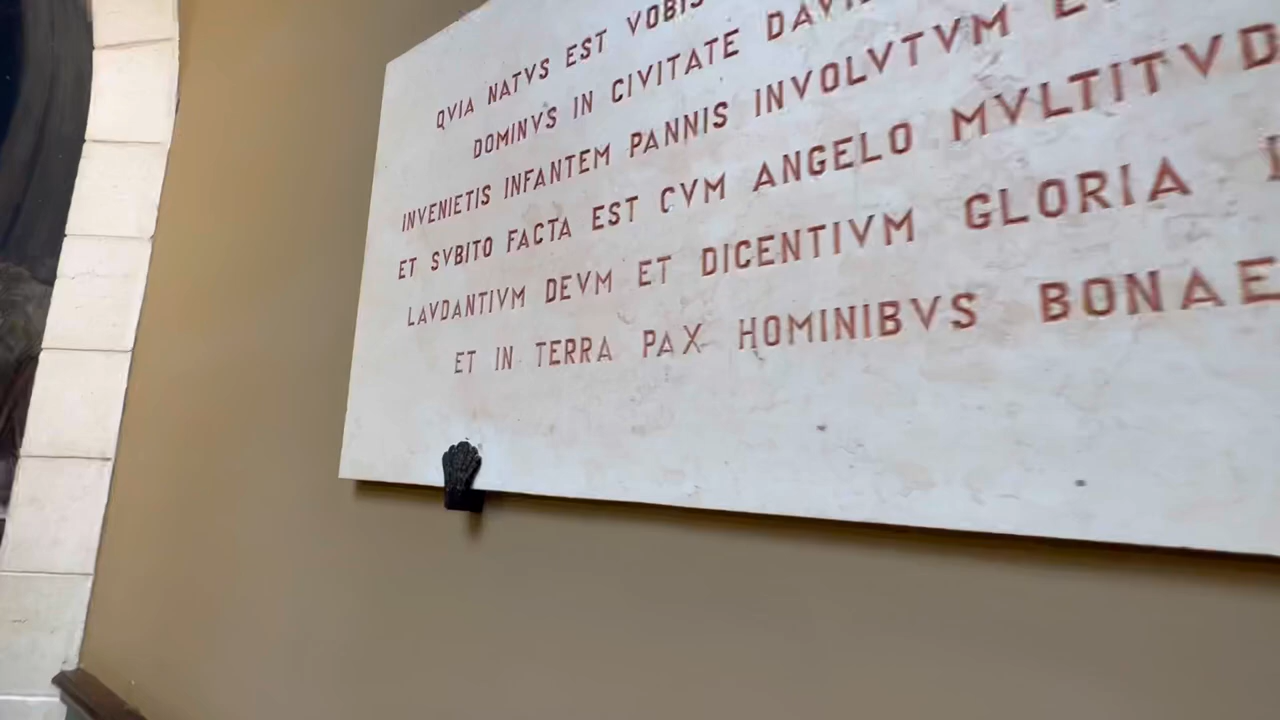 QVIA NATVS EST VOBIS
DOMINVS IN CIVITATE
INVENIETIS INFANTEM PANNIS INVOLVTVM
ET SVBITO FACTA EST CVM ANGELO
LAVDANTIVM DEVM ET DICENTIVM GLORIA
ET IN TERRA PAX HOMINIBVS BONAE